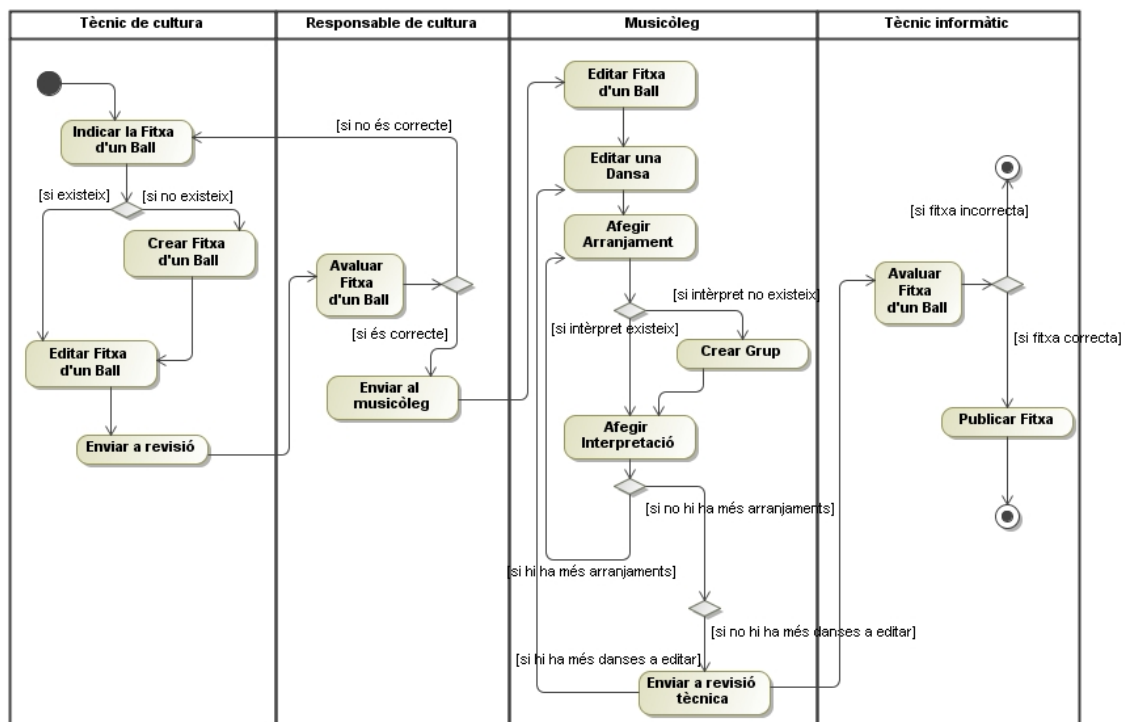 Tècnic de cultura
Responsable de cultura
Musicòleg
Tècnic informàtic
Indicar la Fitxa
d'un Ball
[si existeix]
[si no existeix]
Crear Fitxa
d'un Ball
Editar Fitxa
d'un Ball
Enviar a revisió
[si no és correcte]
Avaluar
Fitxa
d'un Ball
[si és correcte]
Enviar al
musicòleg
Editar Fitxa
d'un Ball
Editar una
Dansa
Afegir
Arranjament
[si intèrpret no existeix]
[si intèrpret existeix]
Crear Grup
Afegir
Interpretació
[si no hi ha més arranjaments]
[si hi ha més arranjaments]
[si no hi ha més danses a editar]
[si hi ha més danses a editar]
Enviar a revisió
tècnica
[si fitxa incorrecta]
Avaluar
Fitxa
d'un Ball
[si fitxa correcta]
Publicar Fitxa